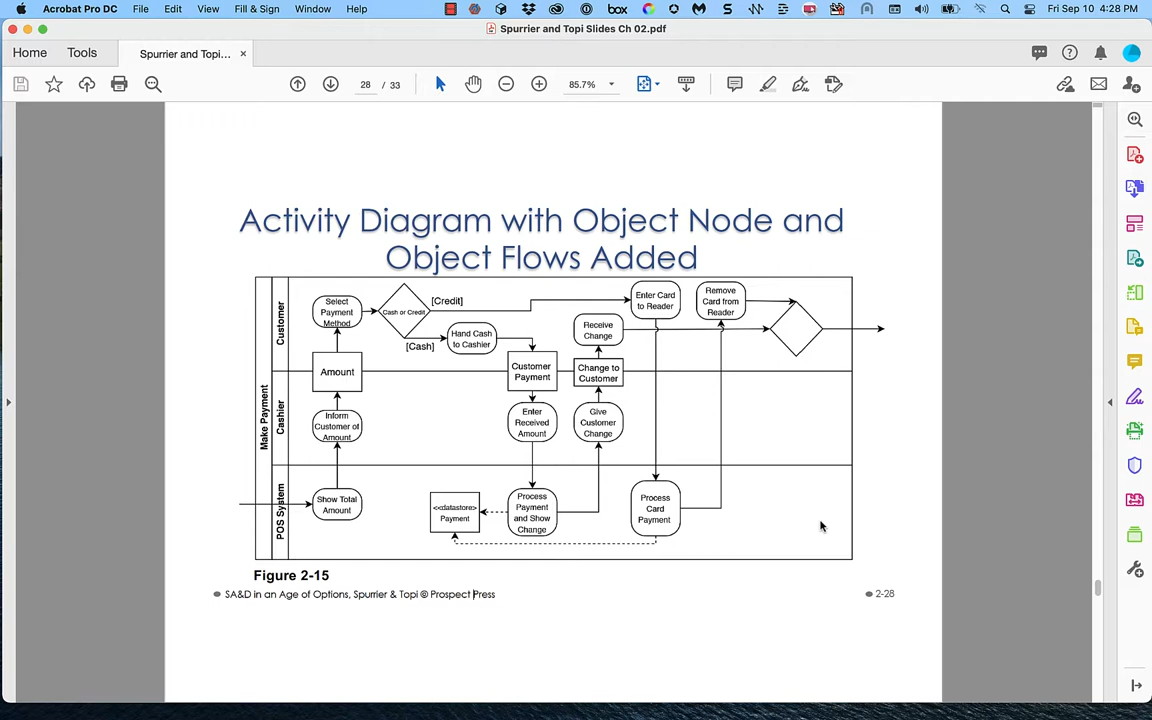 Acrobat Pro DC File Edit View Fill & Sign Window Help box S Fri Sep 10 4:28 PM
Spurrier and Topi Slides Ch 02.pdf
Home Tools Spurrier and Topi... ×
28 / 33 85.7%
Activity Diagram with Object Node and
Object Flows Added
Make Payment
Customer
Cashier
POS System
Select
Payment
Method
Cash or Credit
[Credit]
[Cash]
Hand Cash
to Cashier
Enter Card
to Reader
Remove
Card from
Reader
Receive
Change
Amount
Customer
Payment
Change to
Customer
Inform
Customer of
Amount
Enter
Received
Amount
Give
Customer
Change
Show Total
Amount
<<datastore>>
Payment
Process
Payment
and Show
Change
Process
Card
Payment
Figure 2-15
SA&D in an Age of Options, Spurrier & Topi © Prospect Press
2-28